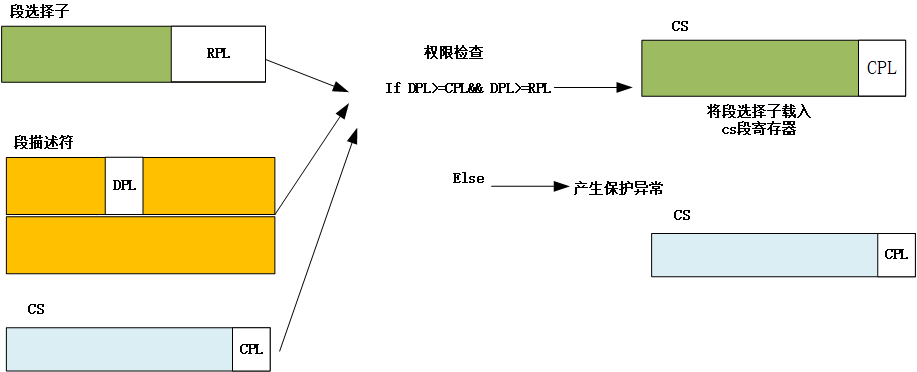 段选择子
RPL
段描述符
DPL
CS
CPL
权限检查
If DPL>=CPL&& DPL>=RPL
Else
产生保护异常
CS
CPL
将段选择子载入
cs段寄存器
CS
CPL